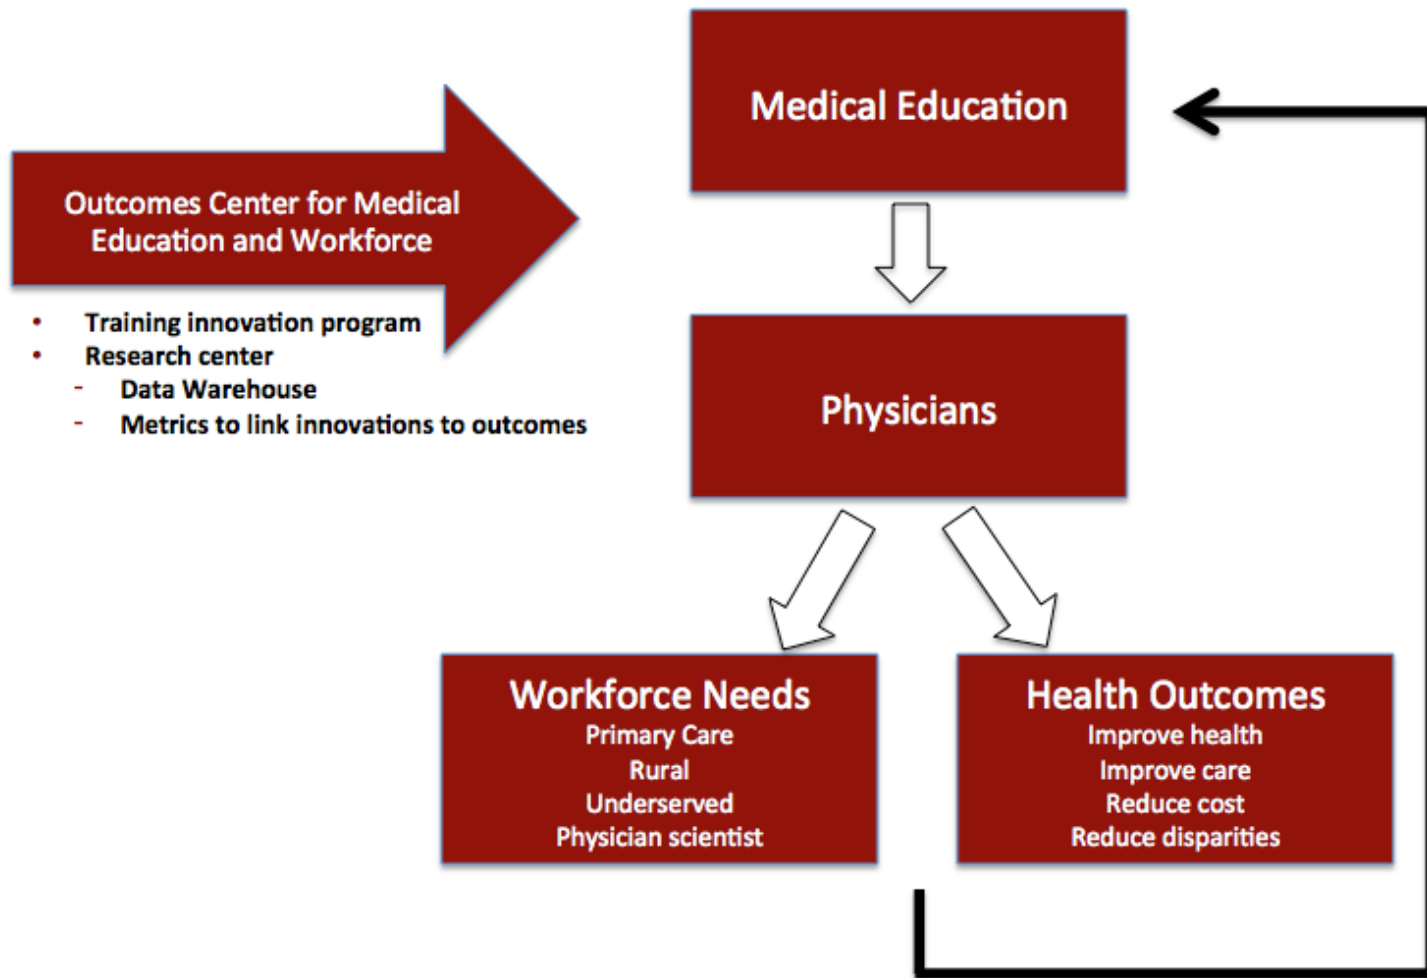 Medical Education
Outcomes Center for Medical
Education and Workforce
• Training innovation program
• Research center
- Data Warehouse
- Metrics to link innovations to outcomes
Physicians
Workforce Needs
Primary Care
Rural
Underserved
Physician scientist
Health Outcomes
Improve health
Improve care
Reduce cost
Reduce disparities